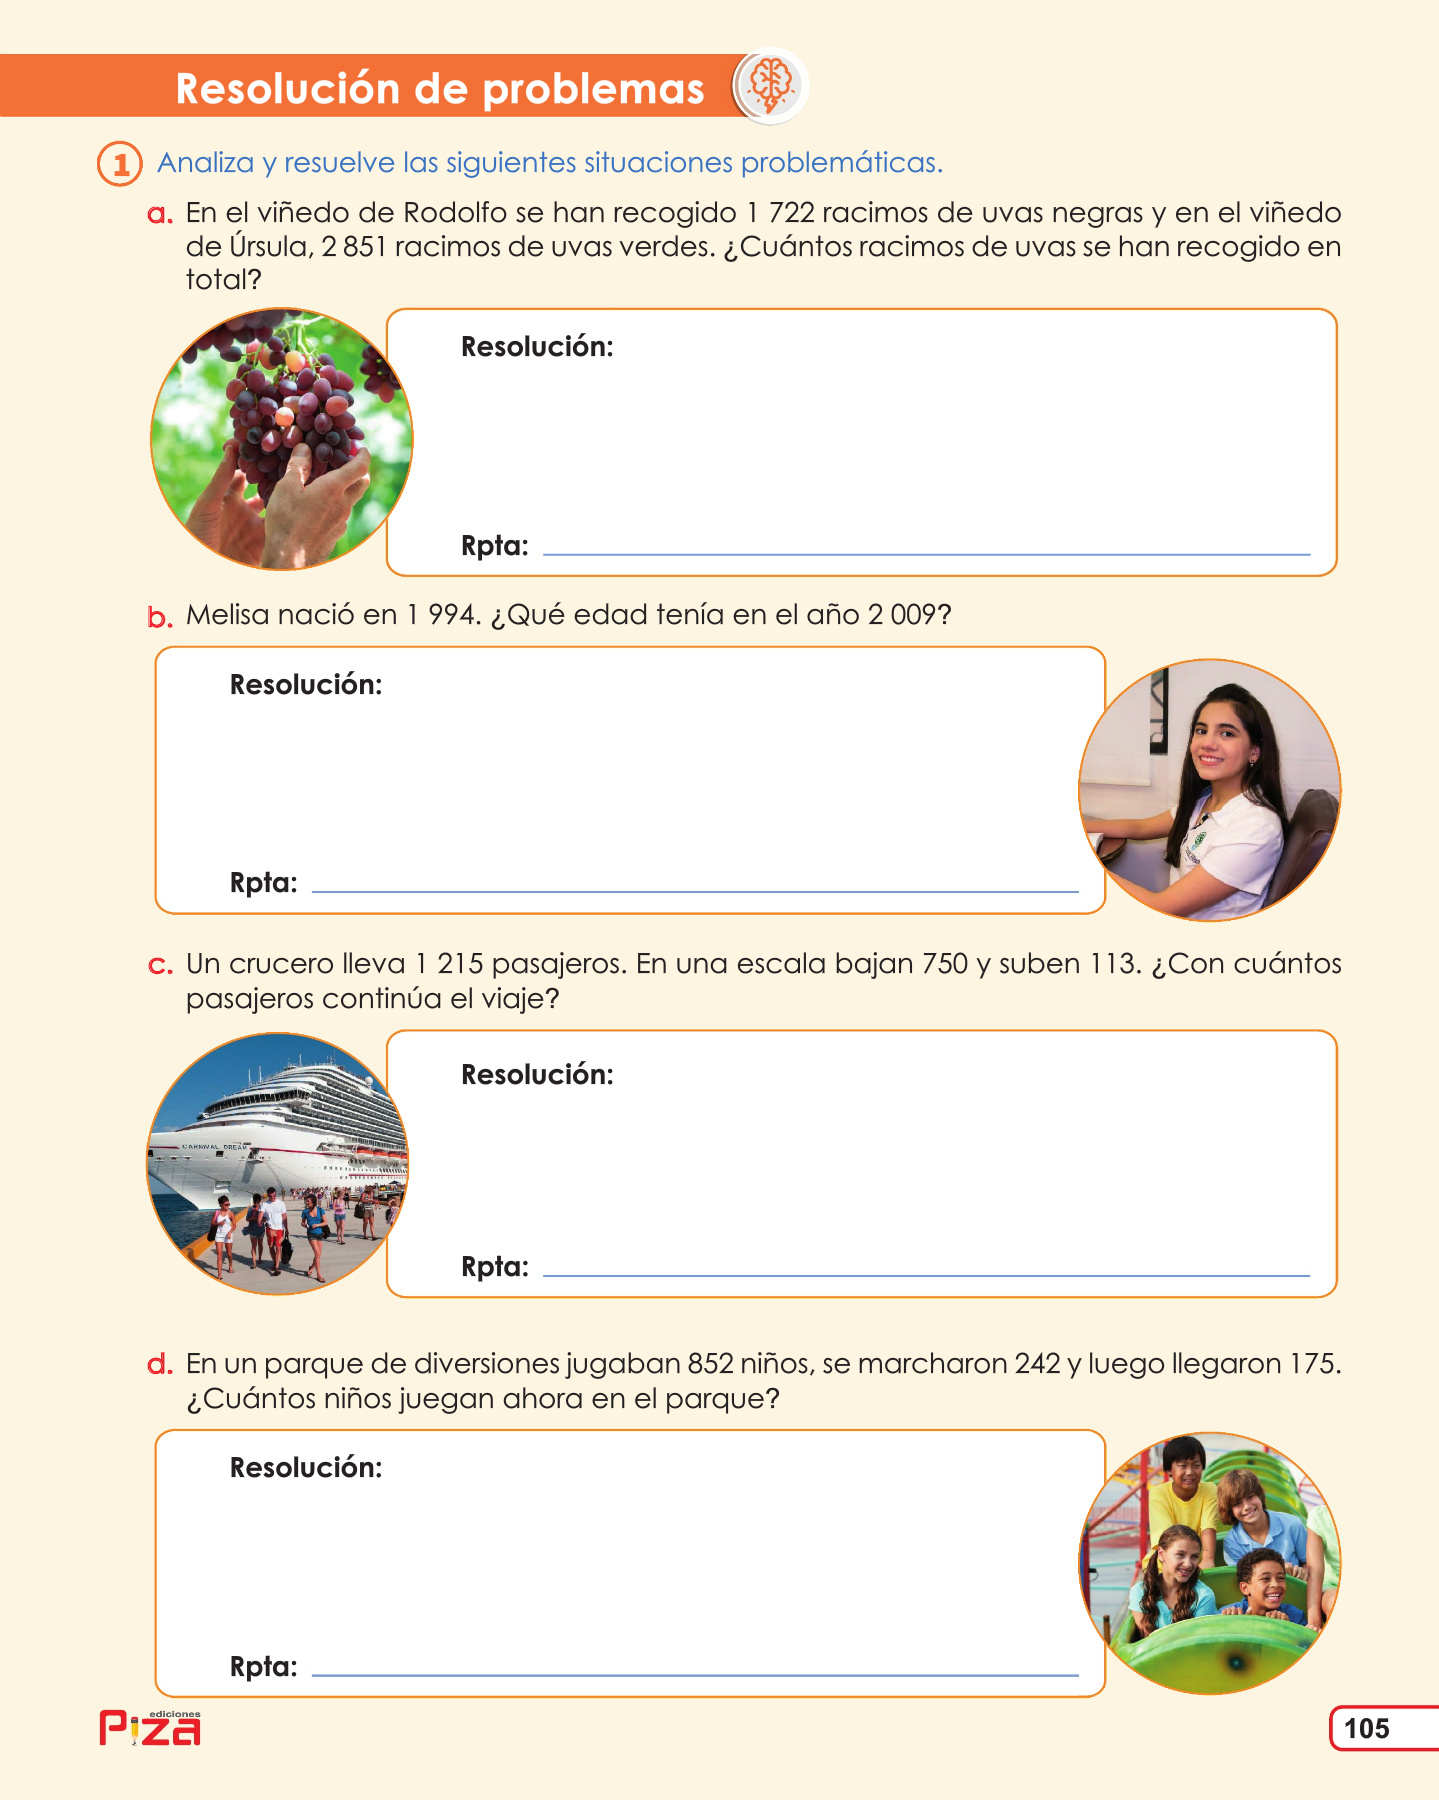 Resolución de problemas
1 Analiza y resuelve las siguientes situaciones problemáticas.
a. En el viñedo de Rodolfo se han recogido 1 722 racimos de uvas negras y en el viñedo
de Úrsula, 2 851 racimos de uvas verdes. ¿Cuántos racimos de uvas se han recogido en
total?
Resolución:
Rpta:
b. Melisa nació en 1 994. ¿Qué edad tenía en el año 2 009?
Resolución:
Rpta:
c. Un crucero lleva 1 215 pasajeros. En una escala bajan 750 y suben 113. ¿Con cuántos
pasajeros continúa el viaje?
CARNIVAL DREAM
Resolución:
Rpta:
d. En un parque de diversiones jugaban 852 niños, se marcharon 242 y luego llegaron 175.
¿Cuántos niños juegan ahora en el parque?
Resolución:
Rpta:
ediciones
Piza
105